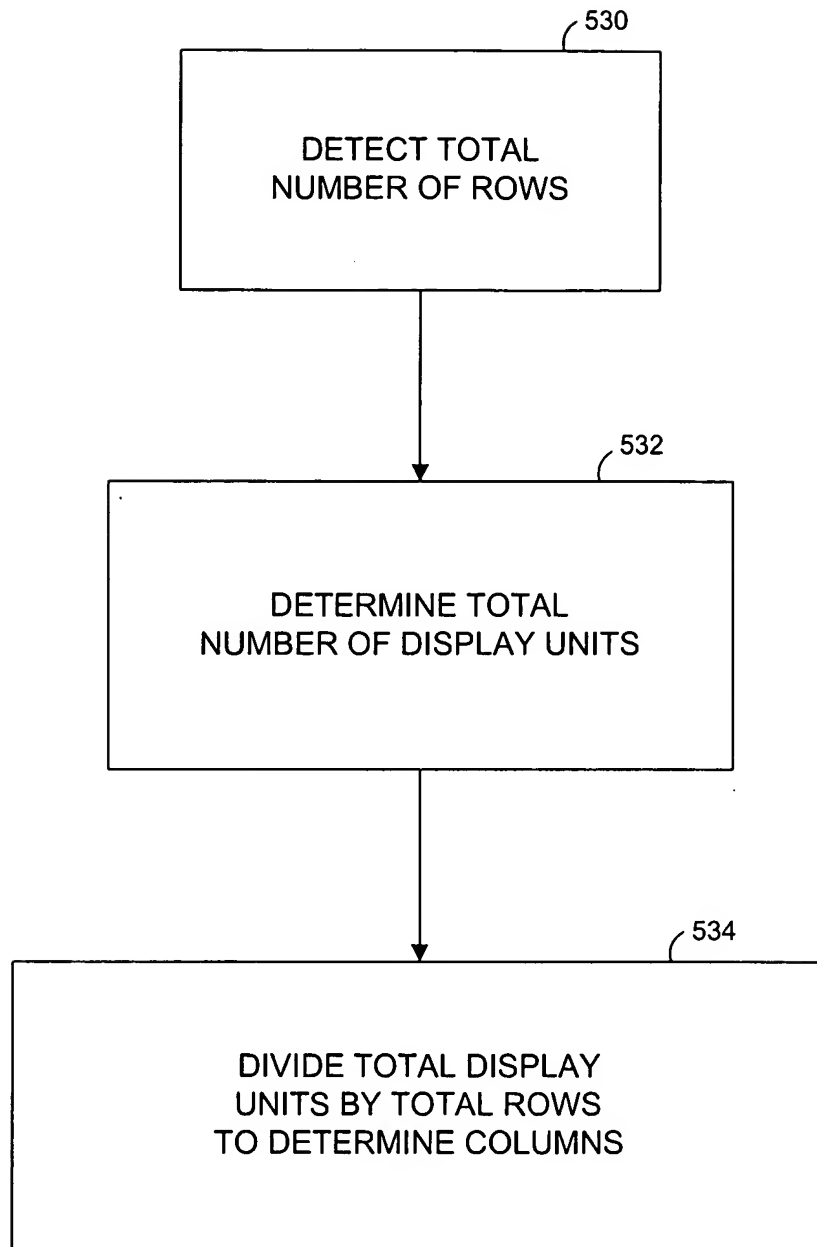 530
DETECT TOTAL
NUMBER OF ROWS
532
DETERMINE TOTAL
NUMBER OF DISPLAY UNITS
534
DIVIDE TOTAL DISPLAY
UNITS BY TOTAL ROWS
TO DETERMINE COLUMNS